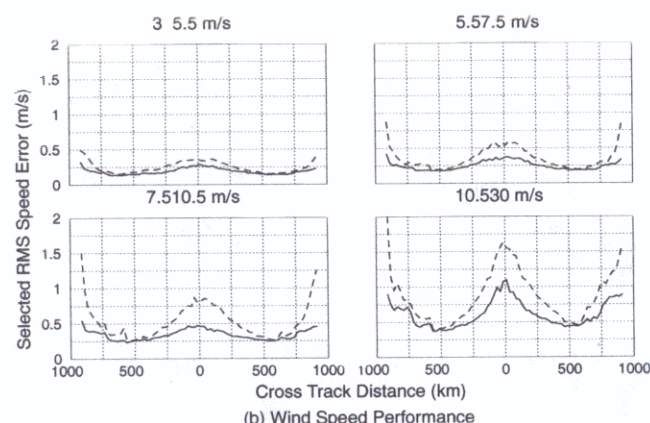 3 5.5 m/s
5.57.5 m/s
2
1.5
1
0.5
0
7.510.5 m/s
10.530 m/s
2
1.5
1
0.5
0
Selected RMS Speed Error (m/s)
1000 500 0 500 1000
1000 500 0 500 1000
Cross Track Distance (km)
(b) Wind Speed Performance